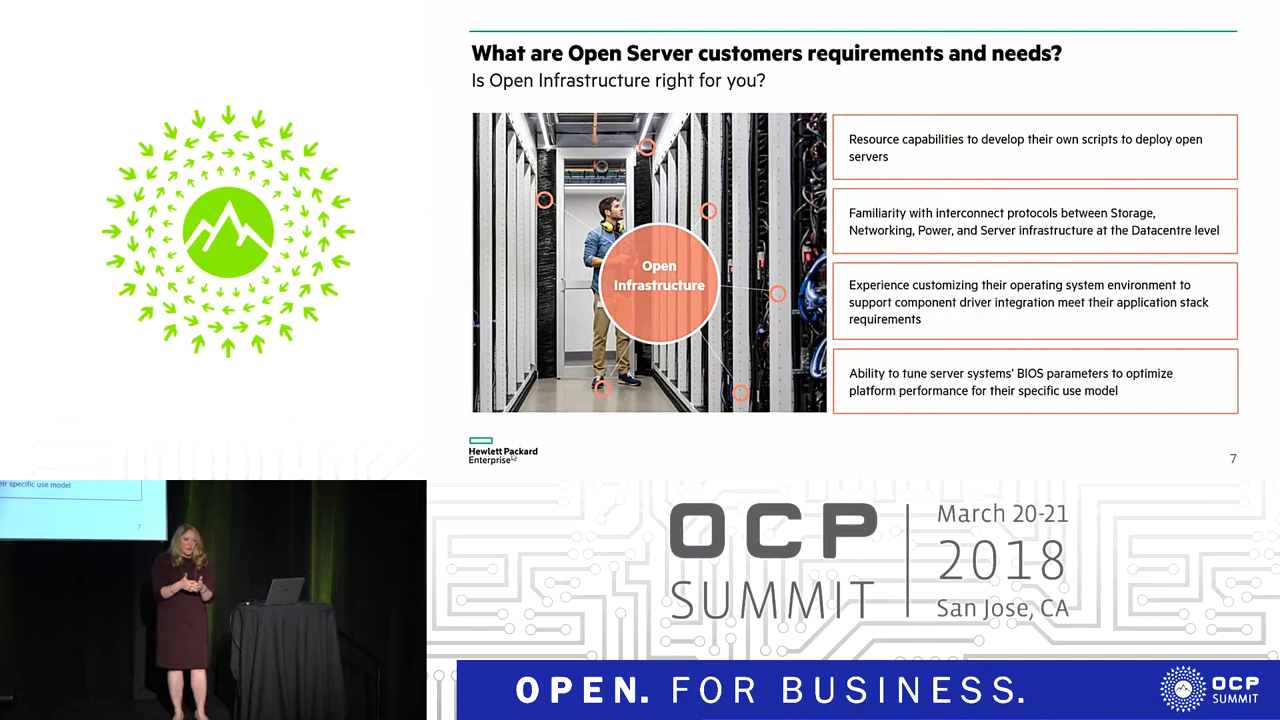 What are Open Server customers requirements and needs?
Is Open Infrastructure right for you?
Open
Infrastructure
Resource capabilities to develop their own scripts to deploy open
servers
Familiarity with interconnect protocols between Storage,
Networking, Power, and Server infrastructure at the Datacentre level
Experience customizing their operating system environment to
support component driver integration meet their application stack
requirements
Ability to tune server systems' BIOS parameters to optimize
platform performance for their specific use model
Hewlett Packard
Enterprise
7
specific use model
7
OCP
SUMMIT
March 20-21
2018
San Jose, CA
OPEN. FOR BUSINESS.
OCP
SUMMIT